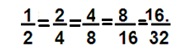 1/2 = 2/4 = 4/8 = 8/16 = 16./32